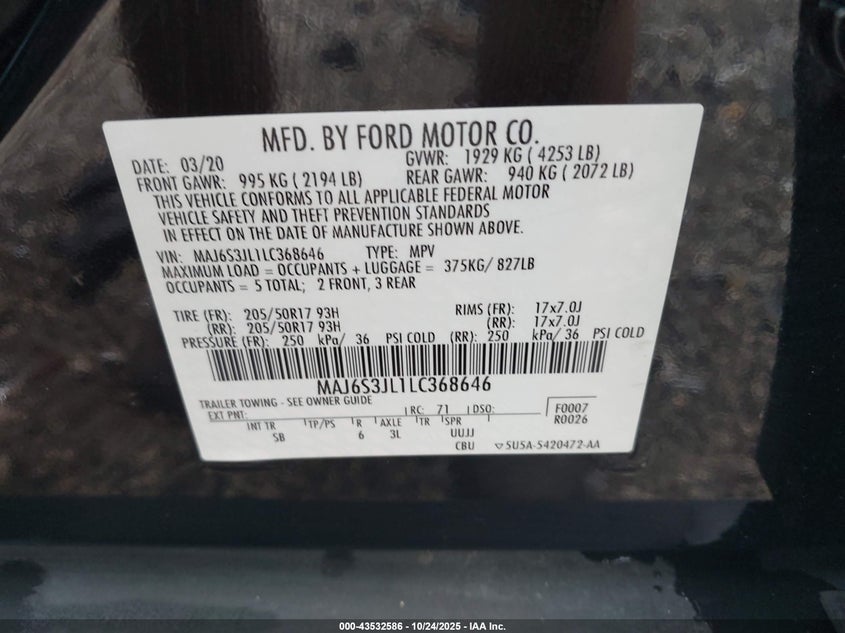 MFD. BY FORD MOTOR CO.
DATE: 03/20 GVWR: 1929 KG ( 4253 LB)
FRONT GAWR: 995 KG ( 2194 LB) REAR GAWR: 940 KG ( 2072 LB)
THIS VEHICLE CONFORMS TO ALL APPLICABLE FEDERAL MOTOR
VEHICLE SAFETY AND THEFT PREVENTION STANDARDS
IN EFFECT ON THE DATE OF MANUFACTURE SHOWN ABOVE.
VIN: MAJ6S3JL1LC368646 TYPE: MPV
MAXIMUM LOAD = OCCUPANTS + LUGGAGE = 375KG/ 827LB
OCCUPANTS = 5 TOTAL; 2 FRONT, 3 REAR
TIRE (FR): 205/50R17 93H RIMS (FR): 17x7.0J
(RR): 205/50R17 93H (RR): 17x7.0J
PRESSURE (FR): 250 kPa/ 36 PSI COLD (RR): 250 kPa/ 36 PSI COLD
MAJ6S3JL1LC368646
TRAILER TOWING - SEE OWNER GUIDE
EXT PNT: RC: 71 DSO: F0007
R0026
INT TR TP/PS R AXLE TR SPR
SB 6 3L UUJJ
CBU SU5A-5420472-AA
000-43532586 - 10/24/2025 - IAA Inc.